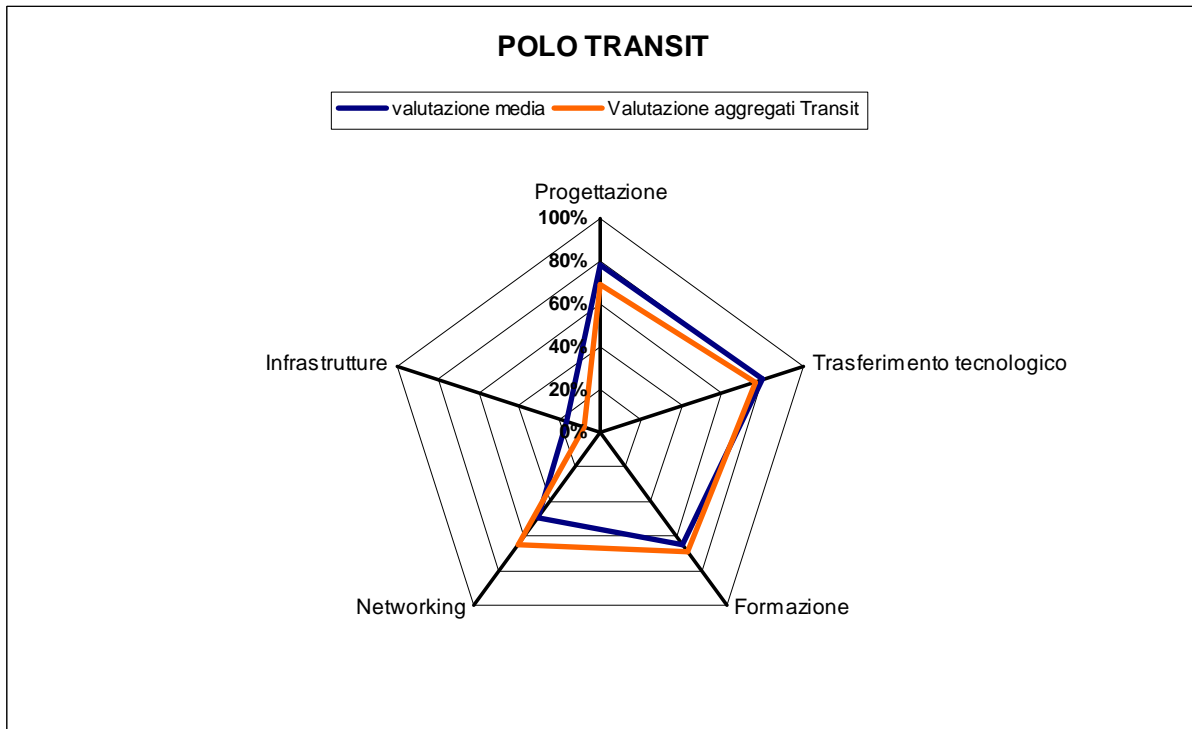 POLO TRANSIT
valutazione media Valutazione aggregati Transit
Progettazione
100%
80%
60%
40%
20%
0%
Infrastrutture
Trasferimento tecnologico
Networking
Formazione